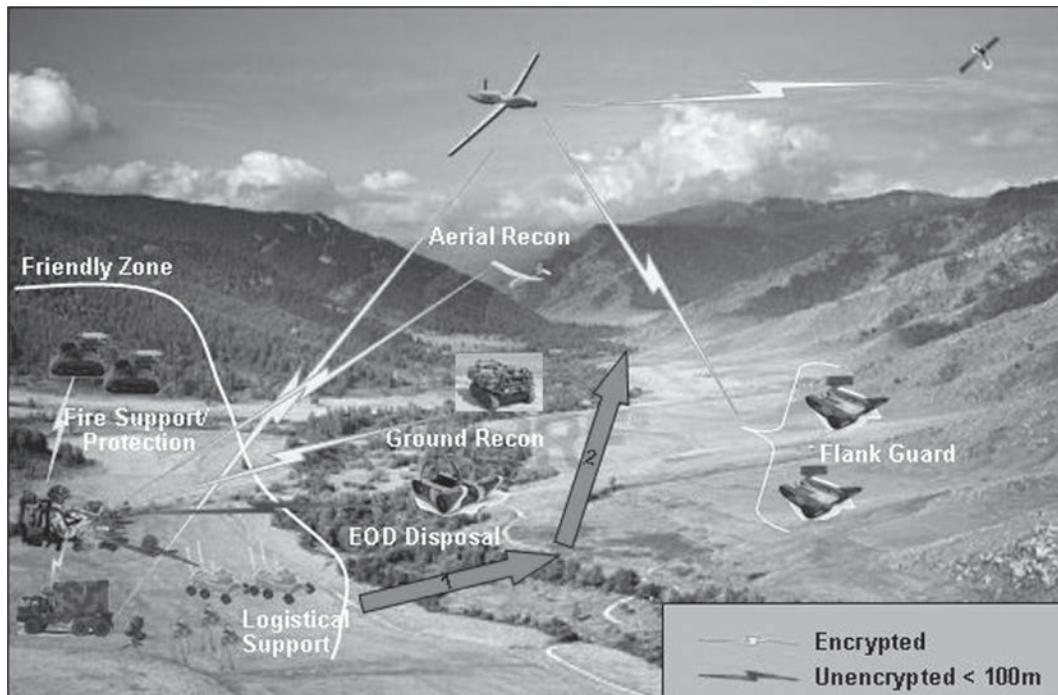 Aerial Recon
Friendly Zone
Fire Support/
Protection
Ground Recon
Flank Guard
2
EOD Disposal
1
Logistical
Support
Encrypted
Unencrypted < 100m